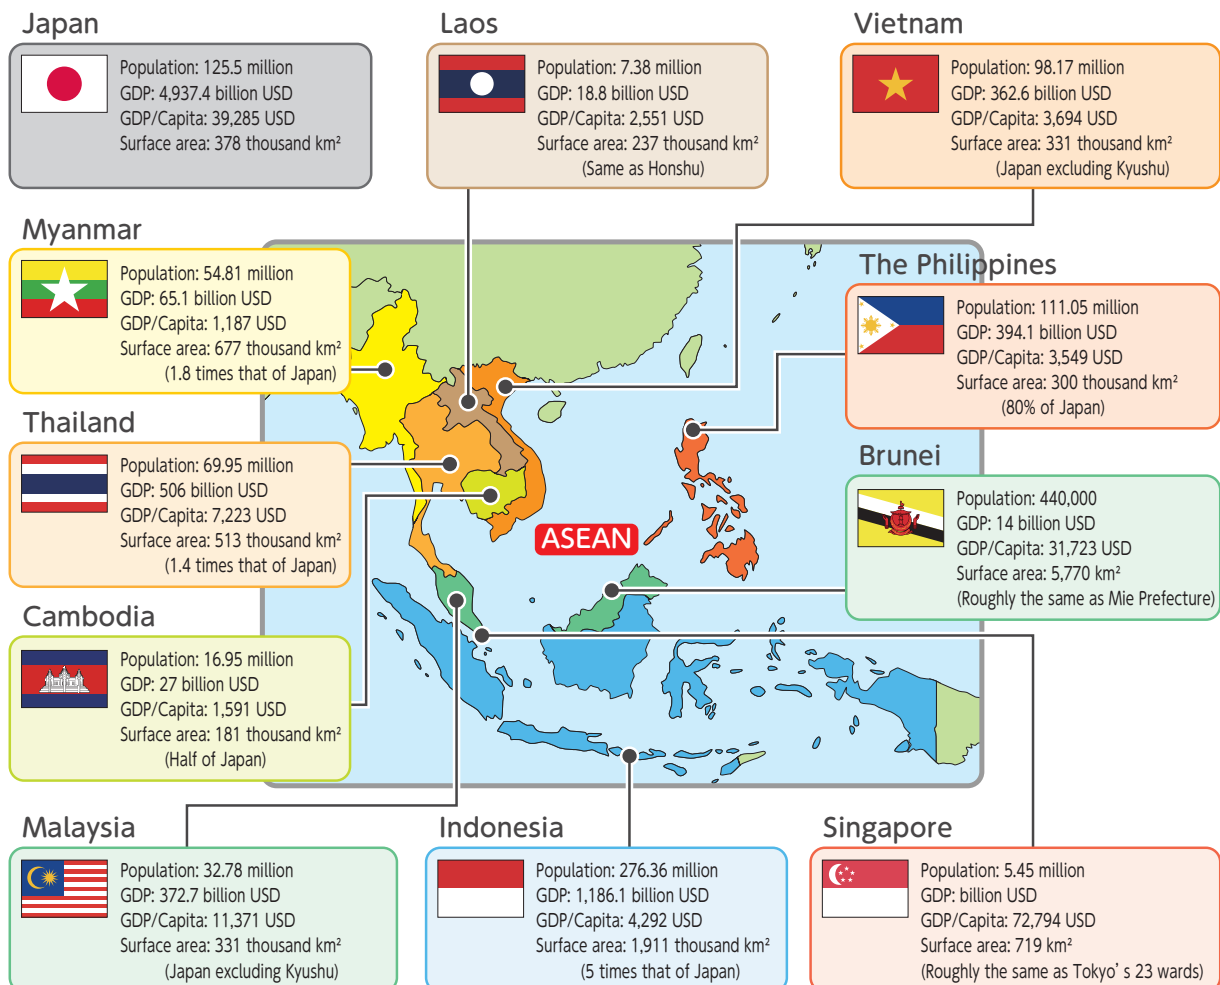 Japan
Population: 125.5 million
GDP: 4,937.4 billion USD
GDP/Capita: 39,285 USD
Surface area: 378 thousand km²
Laos
Population: 7.38 million
GDP: 18.8 billion USD
GDP/Capita: 2,551 USD
Surface area: 237 thousand km²
(Same as Honshu)
Vietnam
Population: 98.17 million
GDP: 362.6 billion USD
GDP/Capita: 3,694 USD
Surface area: 331 thousand km²
(Japan excluding Kyushu)
Myanmar
Population: 54.81 million
GDP: 65.1 billion USD
GDP/Capita: 1,187 USD
Surface area: 677 thousand km²
(1.8 times that of Japan)
The Philippines
Population: 111.05 million
GDP: 394.1 billion USD
GDP/Capita: 3,549 USD
Surface area: 300 thousand km²
(80% of Japan)
Thailand
Population: 69.95 million
GDP: 506 billion USD
GDP/Capita: 7,223 USD
Surface area: 513 thousand km²
(1.4 times that of Japan)
Brunei
Population: 440,000
GDP: 14 billion USD
GDP/Capita: 31,723 USD
Surface area: 5,770 km²
(Roughly the same as Mie Prefecture)
ASEAN
Cambodia
Population: 16.95 million
GDP: 27 billion USD
GDP/Capita: 1,591 USD
Surface area: 181 thousand km²
(Half of Japan)
Malaysia
Population: 32.78 million
GDP: 372.7 billion USD
GDP/Capita: 11,371 USD
Surface area: 331 thousand km²
(Japan excluding Kyushu)
Indonesia
Population: 276.36 million
GDP: 1,186.1 billion USD
GDP/Capita: 4,292 USD
Surface area: 1,911 thousand km²
(5 times that of Japan)
Singapore
Population: 5.45 million
GDP: billion USD
GDP/Capita: 72,794 USD
Surface area: 719 km²
(Roughly the same as Tokyo’s 23 wards)